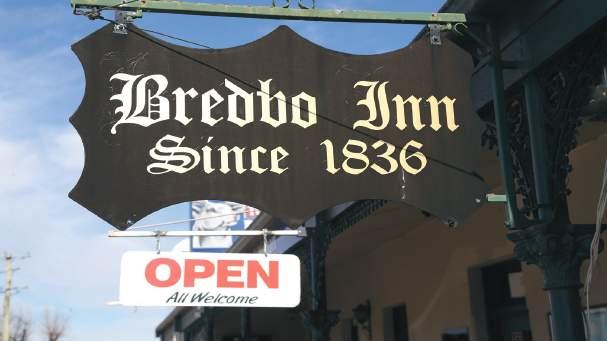 Bredbo Inn
Since 1836
OPEN
All Welcome